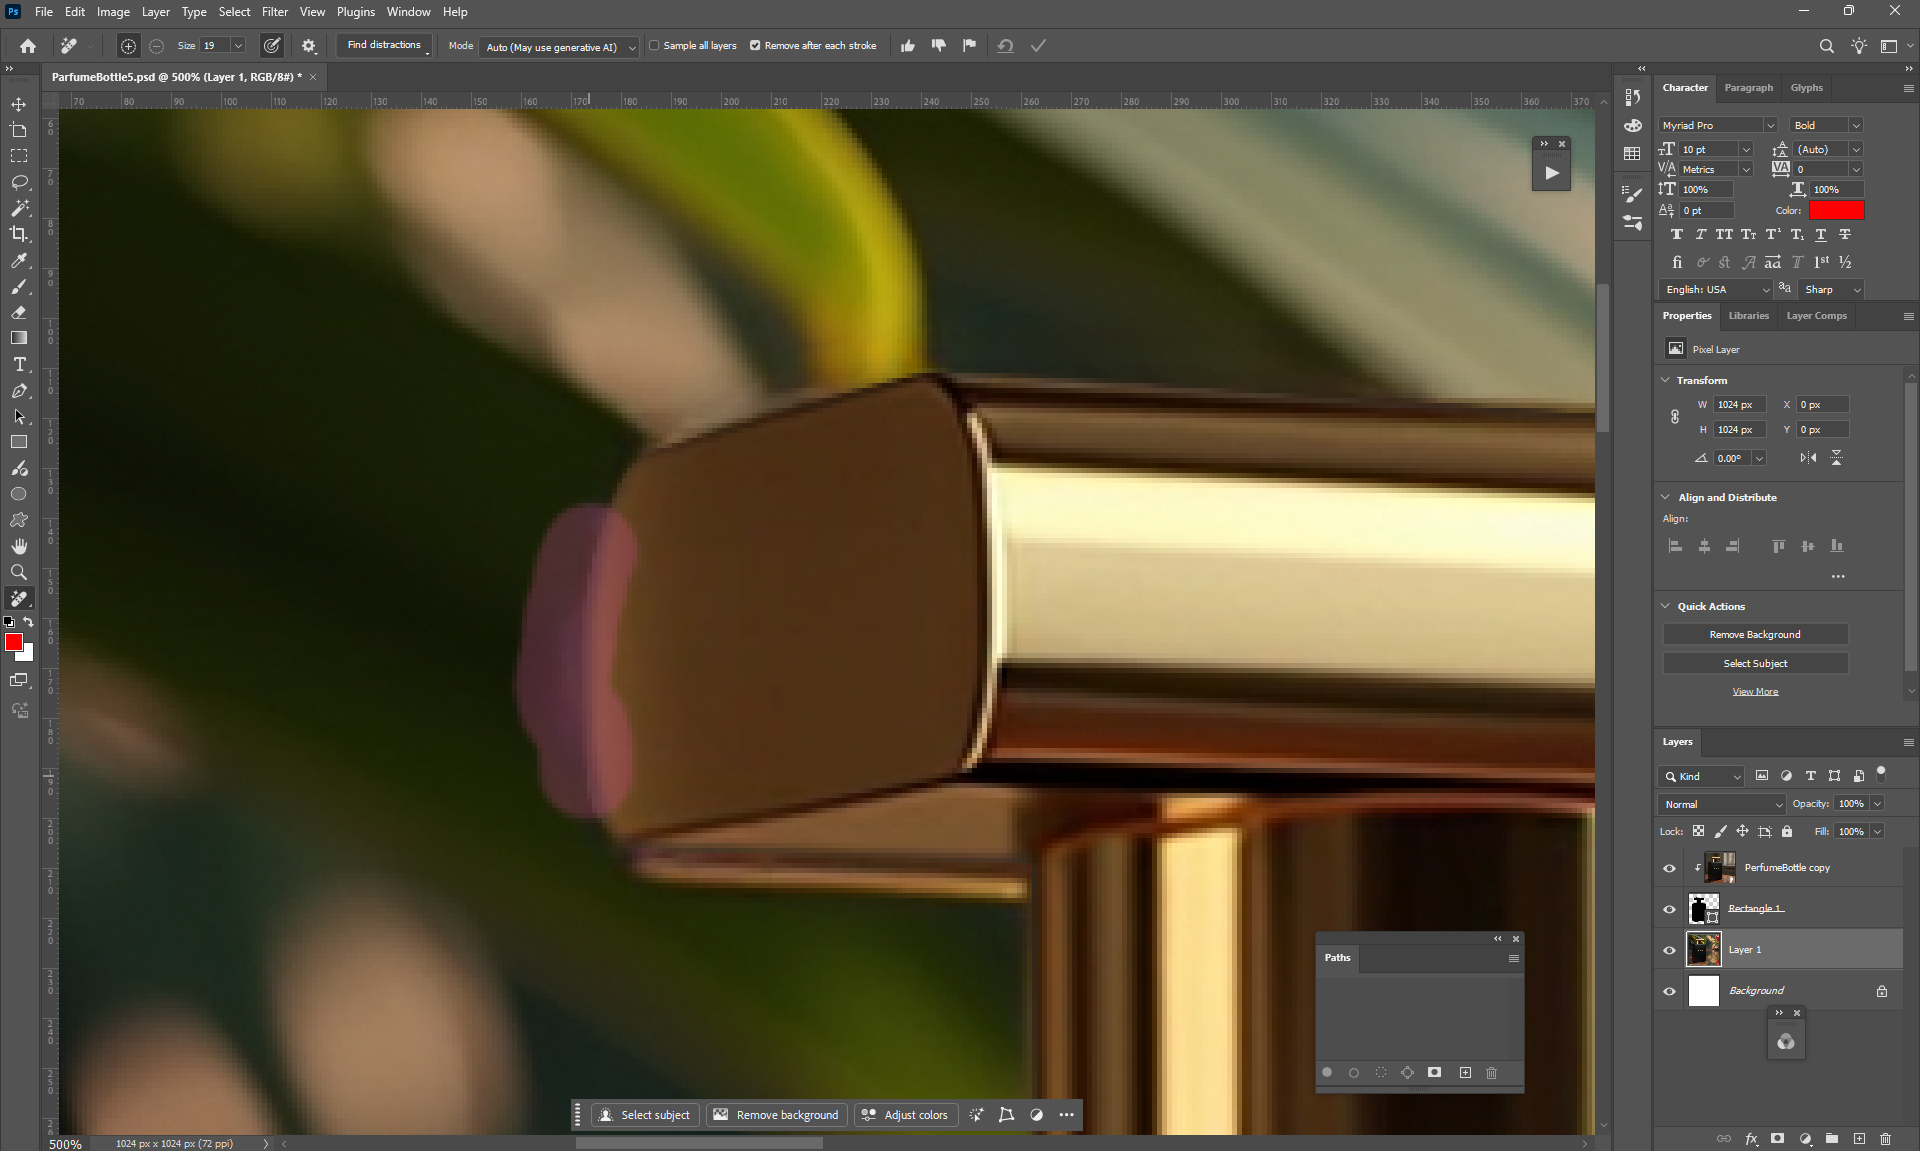 Ps File Edit Image Layer Type Select Filter View Plugins Window Help
Size 19 Find distractions Mode Auto (May use generative AI) Sample all layers Remove after each stroke
ParfumeBottle5.psd @ 500% (Layer 1, RGB/8#) *
70 80 90 100 110 120 130 140 150 160 170 180 190 200 210 220 230 240 250 260 270 280 290 300 310 320 330 340 350 360 370
Character Paragraph Glyphs
Myriad Pro Bold
10 pt (Auto)
Metrics 0
100% 100%
0 pt Color:
English: USA Sharp
Properties Libraries Layer Comps
Pixel Layer
Transform
W 1024 px X 0 px
H 1024 px Y 0 px
0.00°
Align and Distribute
Align:
Quick Actions
Remove Background
Select Subject
View More
Layers
Kind
Normal Opacity: 100%
Lock: Fill: 100%
PerfumeBottle copy
Rectangle 1
Layer 1
Background
Paths
Select subject Remove background Adjust colors
500% 1024 px x 1024 px (72 ppi)